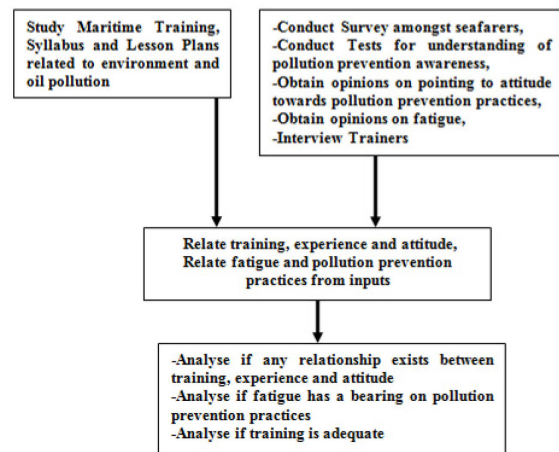 Study Maritime Training,
Syllabus and Lesson Plans
related to environment and
oil pollution
-Conduct Survey amongst seafarers,
-Conduct Tests for understanding of
pollution prevention awareness,
-Obtain opinions on pointing to attitude
towards pollution prevention practices,
-Obtain opinions on fatigue,
-Interview Trainers
Relate training, experience and attitude,
Relate fatigue and pollution prevention
practices from inputs
-Analyse if any relationship exists between
training, experience and attitude
-Analyse if fatigue has a bearing on pollution
prevention practices
-Analyse if training is adequate